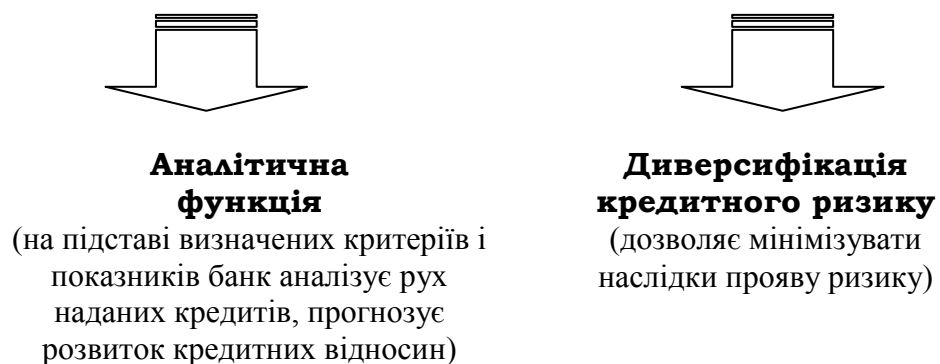 Аналітична
функція
(на підставі визначених критеріїв і
показників банк аналізує рух
наданих кредитів, прогнозує
розвиток кредитних відносин)
Диверсифікація
кредитного ризику
(дозволяє мінімізувати
наслідки прояву ризику)